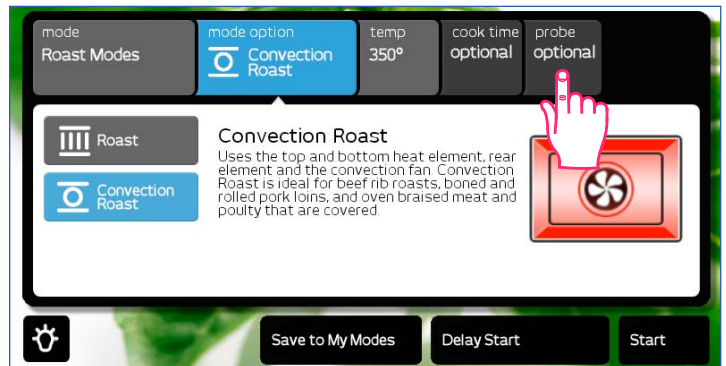 mode
Roast Modes
mode option
Convection
Roast
temp
350°
cook time
optional
probe
optional
Roast
Convection
Roast
Convection Roast
Uses the top and bottom heat element, rear
element and the convection fan. Convection
Roast is ideal for beef rib roasts, boned and
rolled pork loins, and oven braised meat and
poulty that are covered.
Save to My Modes
Delay Start
Start